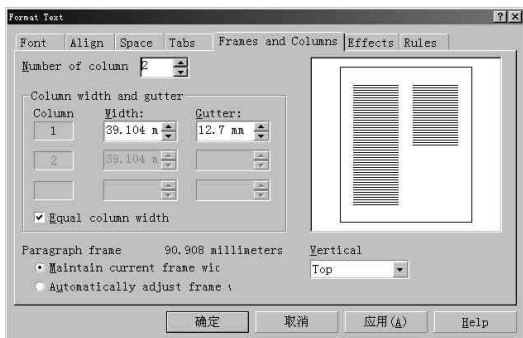 Format Text
Font Align Space Tabs Frames and Columns Effects Rules
Number of column 2
Column width and gutter
Column Width: Gutter:
1 39.104 m 12.7 mm
2 39.104 m
Equal column width
Paragraph frame 90.908 millimeters Vertical
Maintain current frame wic Top
Automatically adjust frame
确定 取消 应用(A) Help